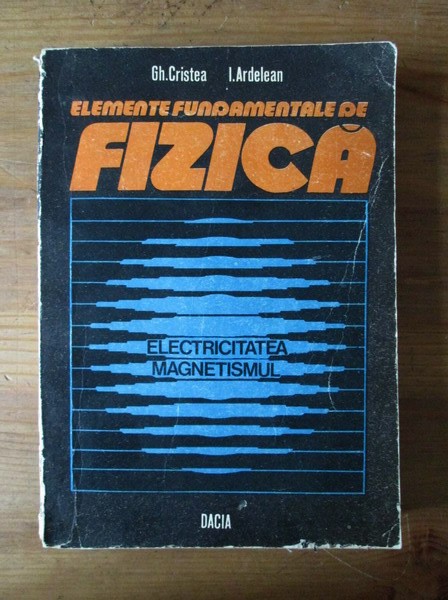 Gh.Cristea I.Ardelean
ELEMENTE FUNDAMENTALE DE
FIZICĂ
ELECTRICITATEA
MAGNETISMUL
DACIA